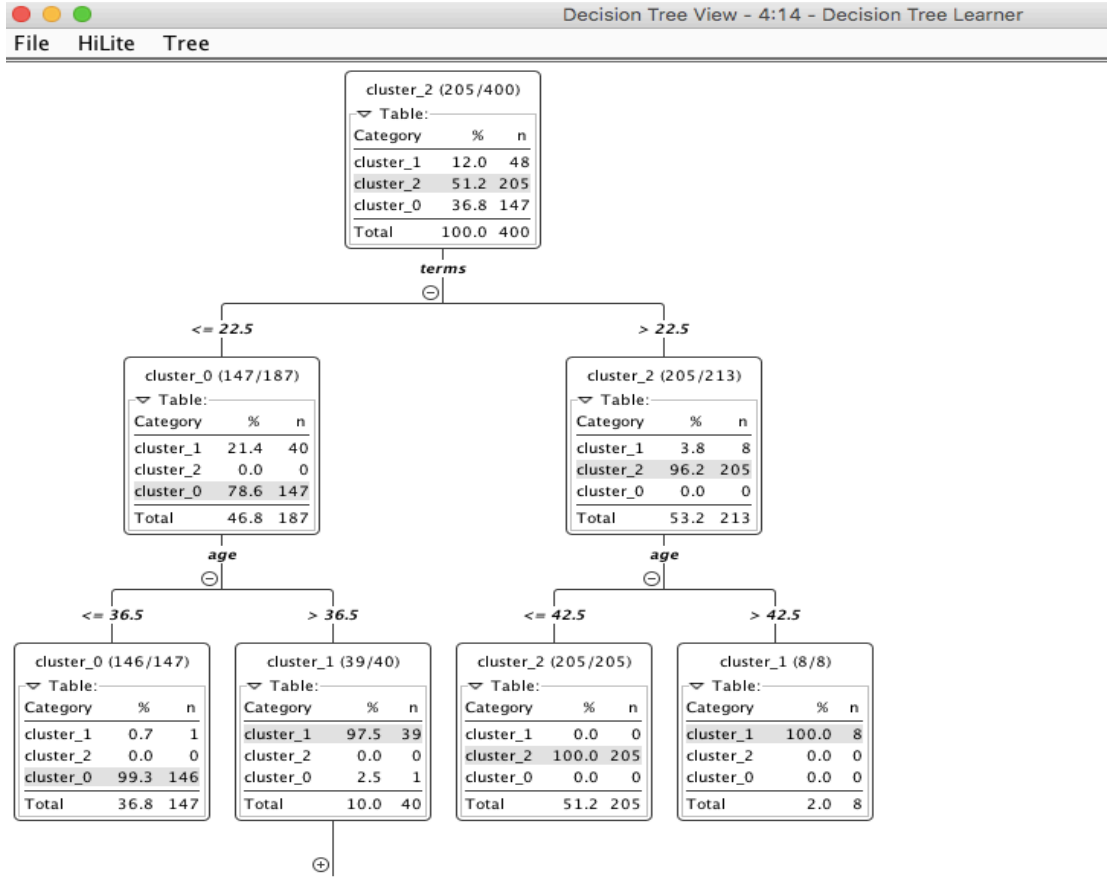 Decision Tree View - 4:14 - Decision Tree Learner
File HiLite Tree
cluster_2 (205/400)
Table:
Category % n
cluster_1 12.0 48
cluster_2 51.2 205
cluster_0 36.8 147
Total 100.0 400
terms
<= 22.5
> 22.5
cluster_0 (147/187)
Table:
Category % n
cluster_1 21.4 40
cluster_2 0.0 0
cluster_0 78.6 147
Total 46.8 187
cluster_2 (205/213)
Table:
Category % n
cluster_1 3.8 8
cluster_2 96.2 205
cluster_0 0.0 0
Total 53.2 213
age
age
<= 36.5
> 36.5
<= 42.5
> 42.5
cluster_0 (146/147)
Table:
Category % n
cluster_1 0.7 1
cluster_2 0.0 0
cluster_0 99.3 146
Total 36.8 147
cluster_1 (39/40)
Table:
Category % n
cluster_1 97.5 39
cluster_2 0.0 0
cluster_0 2.5 1
Total 10.0 40
cluster_2 (205/205)
Table:
Category % n
cluster_1 0.0 0
cluster_2 100.0 205
cluster_0 0.0 0
Total 51.2 205
cluster_1 (8/8)
Table:
Category % n
cluster_1 100.0 8
cluster_2 0.0 0
cluster_0 0.0 0
Total 2.0 8